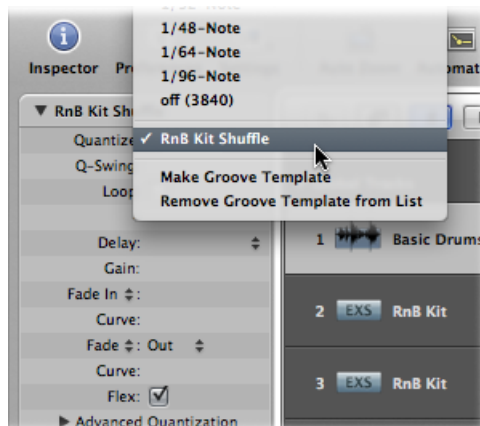 1/48-Note
1/64-Note
1/96-Note
off (3840)
RnB Kit Shuffle
Make Groove Template
Remove Groove Template from List
Inspector
RnB Kit Sh
Quantize
Q-Swing
Loop
Delay:
Gain:
Fade In :
Curve:
Fade : Out
Curve:
Flex:
Advanced Quantization
1 Basic Drums
2 EXS RnB Kit
3 EXS RnB Kit